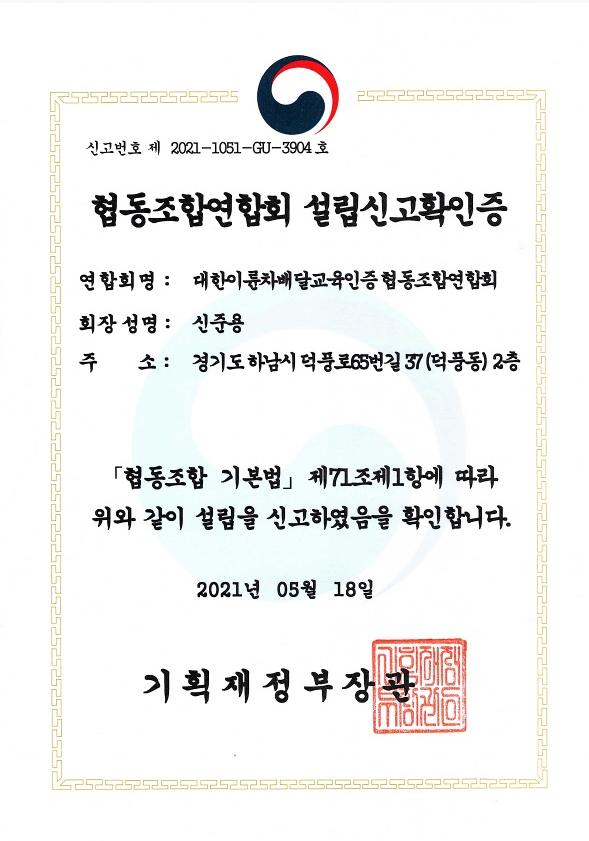 신고번호 제 2021-1051-GU-3904 호
협동조합연합회 설립신고확인증
연합회명 : 대한이륜차배달교육인증 협동조합연합회
회장 성명 : 신준용
주 소 : 경기도 하남시 덕풍로65번길 37 (덕풍동) 2층
「협동조합 기본법」 제71조제1항에 따라
위와 같이 설립을 신고하였음을 확인합니다.
2021년 05월 18일
기획재정부장관